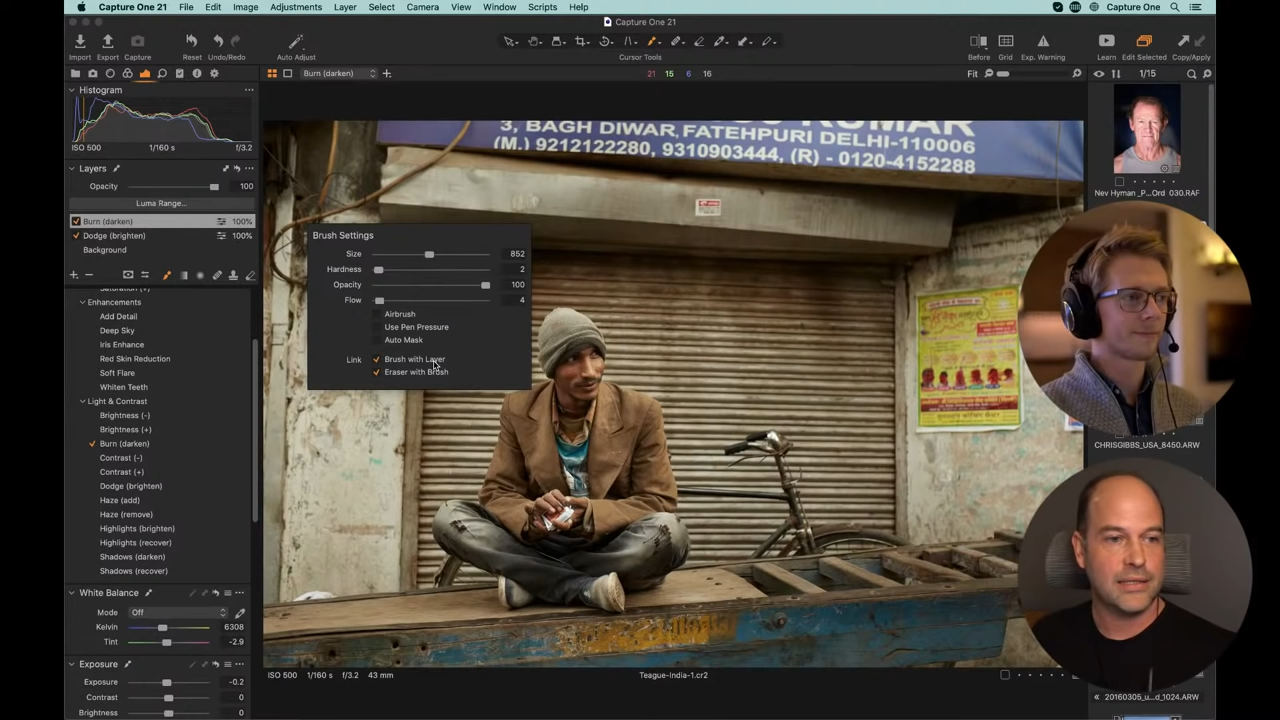 Capture One 21 File Edit Image Adjustments Layer Select Camera View Window Scripts Help Capture One
Capture One 21
Import Export Capture Reset Undo/Redo Auto Adjust Cursor Tools Before Grid Exp. Warning Learn Edit Selected Copy/Apply
Burn (darken) 21 15 6 16 Fit 1/15
Histogram
ISO 500 1/160 s f/3.2
Layers
Opacity 100
Luma Range...
Burn (darken) 100%
Dodge (brighten) 100%
Background
Enhancements
Add Detail
Deep Sky
Iris Enhance
Red Skin Reduction
Soft Flare
Whiten Teeth
Light & Contrast
Brightness (-)
Brightness (+)
Burn (darken)
Contrast (-)
Contrast (+)
Dodge (brighten)
Haze (add)
Haze (remove)
Highlights (brighten)
Highlights (recover)
Shadows (darken)
Shadows (recover)
White Balance
Mode Off
Kelvin 6308
Tint -2.9
Exposure
Exposure -0.2
Contrast 0
Brightness 0
Brush Settings
Size 852
Hardness 2
Opacity 100
Flow 4
Airbrush
Use Pen Pressure
Auto Mask
Link Brush with Layer
Eraser with Brush
KUMAR
3, BAGH DIWAR, FATEHPURI DELHI-110006
(M.) 9212122280, 9310903444, (R) - 0120-4152288
ISO 500 1/160 s f/3.2 43 mm Teague-India-1.cr2
Nev Hyman _P...Ord 030.RAF
CHRISGIBBS_USA_8450.ARW
20160305_u...d_1024.ARW